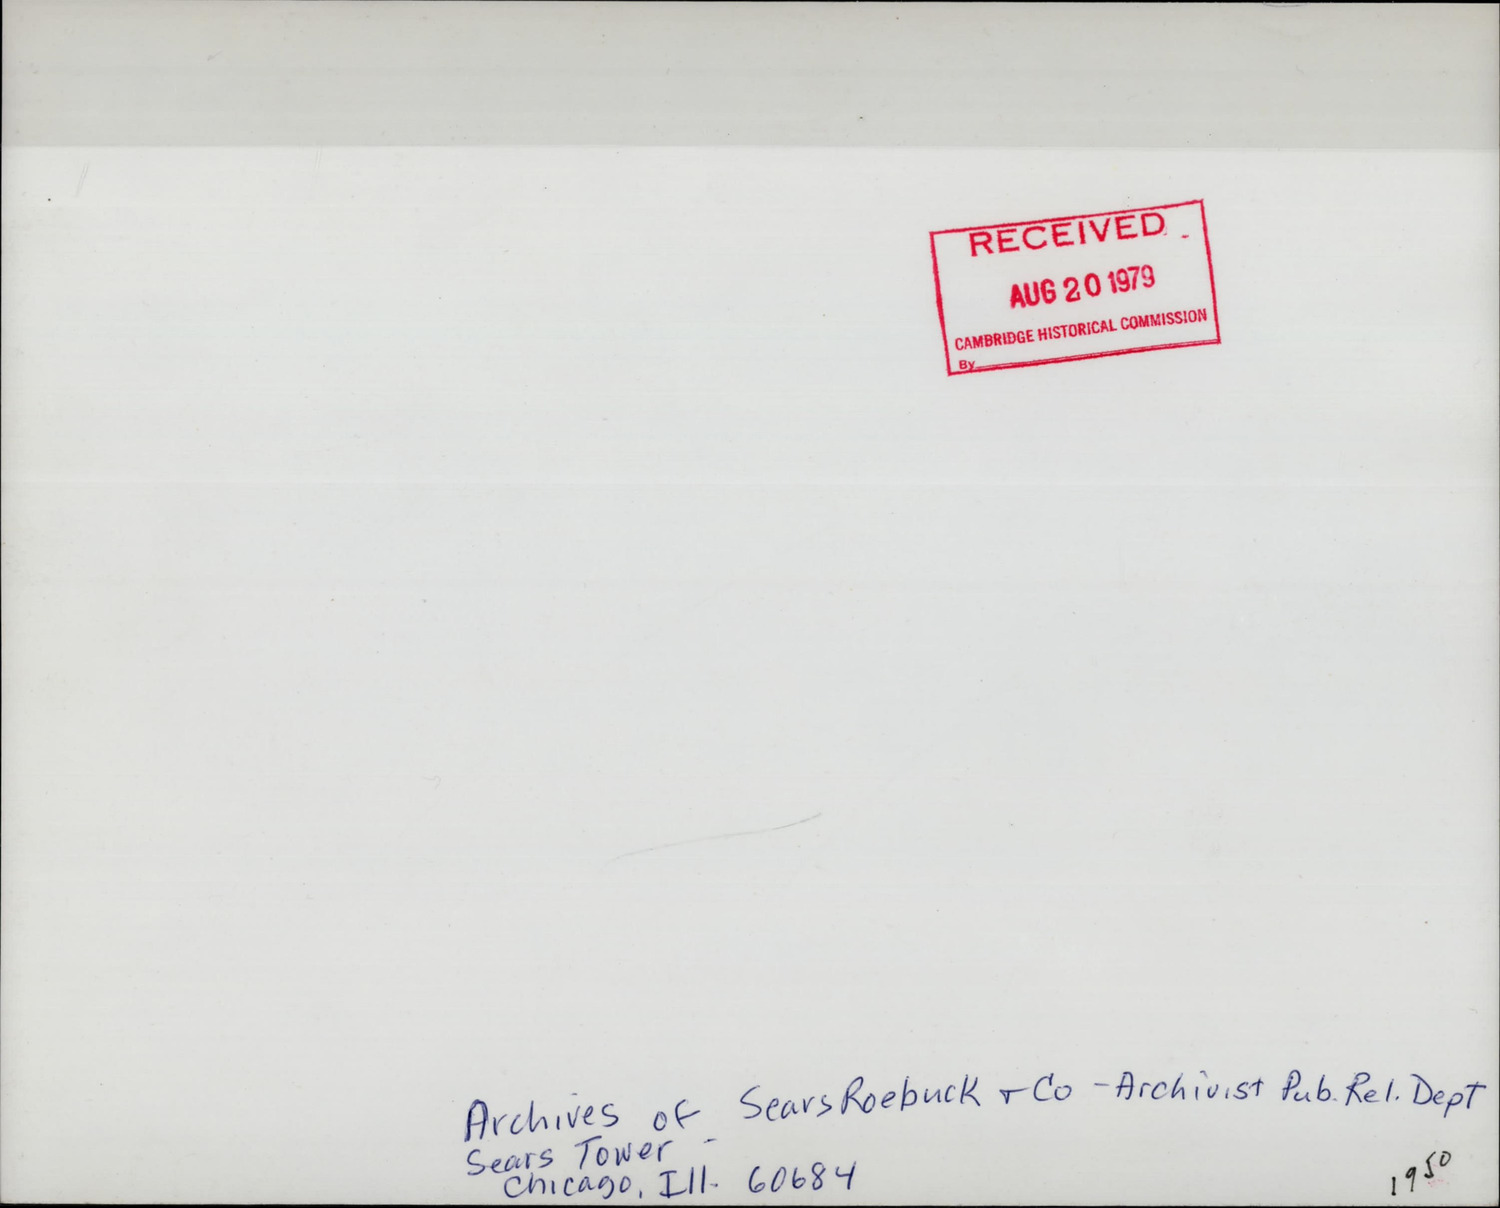 RECEIVED
AUG 20 1979
CAMBRIDGE HISTORICAL COMMISSION
By
Archives of Sears Roebuck + Co - Archivist Pub. Rel. Dept
Sears Tower -
Chicago, Ill. 60684
1950